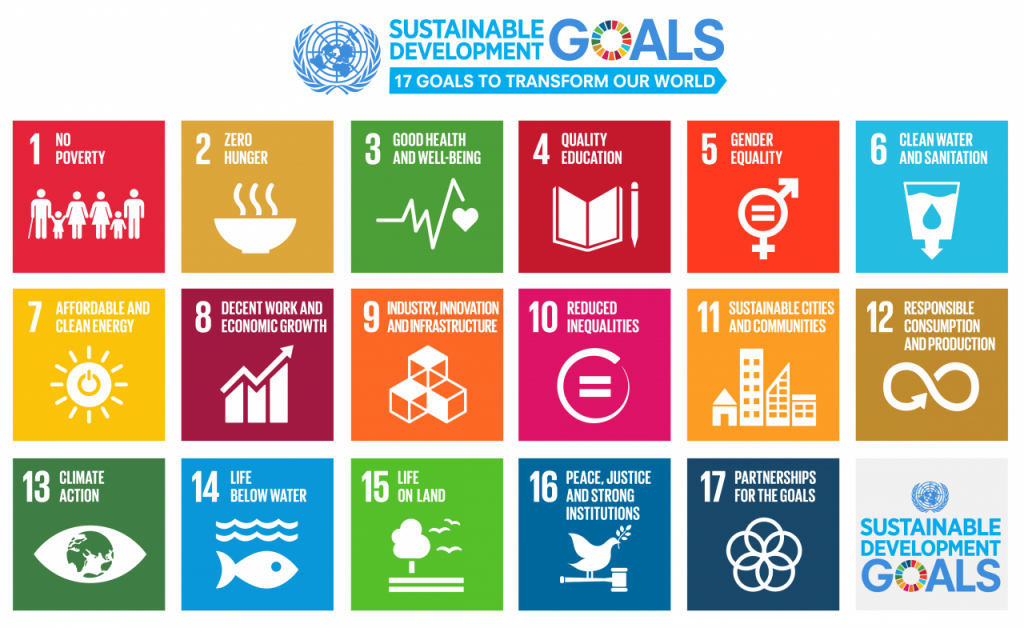 SUSTAINABLE
DEVELOPMENT
GOALS
17 GOALS TO TRANSFORM OUR WORLD
1 NO
POVERTY
2 ZERO
HUNGER
3 GOOD HEALTH
AND WELL-BEING
4 QUALITY
EDUCATION
5 GENDER
EQUALITY
6 CLEAN WATER
AND SANITATION
7 AFFORDABLE AND
CLEAN ENERGY
8 DECENT WORK AND
ECONOMIC GROWTH
9 INDUSTRY, INNOVATION
AND INFRASTRUCTURE
10 REDUCED
INEQUALITIES
11 SUSTAINABLE CITIES
AND COMMUNITIES
12 RESPONSIBLE
CONSUMPTION
AND PRODUCTION
13 CLIMATE
ACTION
14 LIFE
BELOW WATER
15 LIFE
ON LAND
16 PEACE, JUSTICE
AND STRONG
INSTITUTIONS
17 PARTNERSHIPS
FOR THE GOALS
SUSTAINABLE
DEVELOPMENT
GOALS